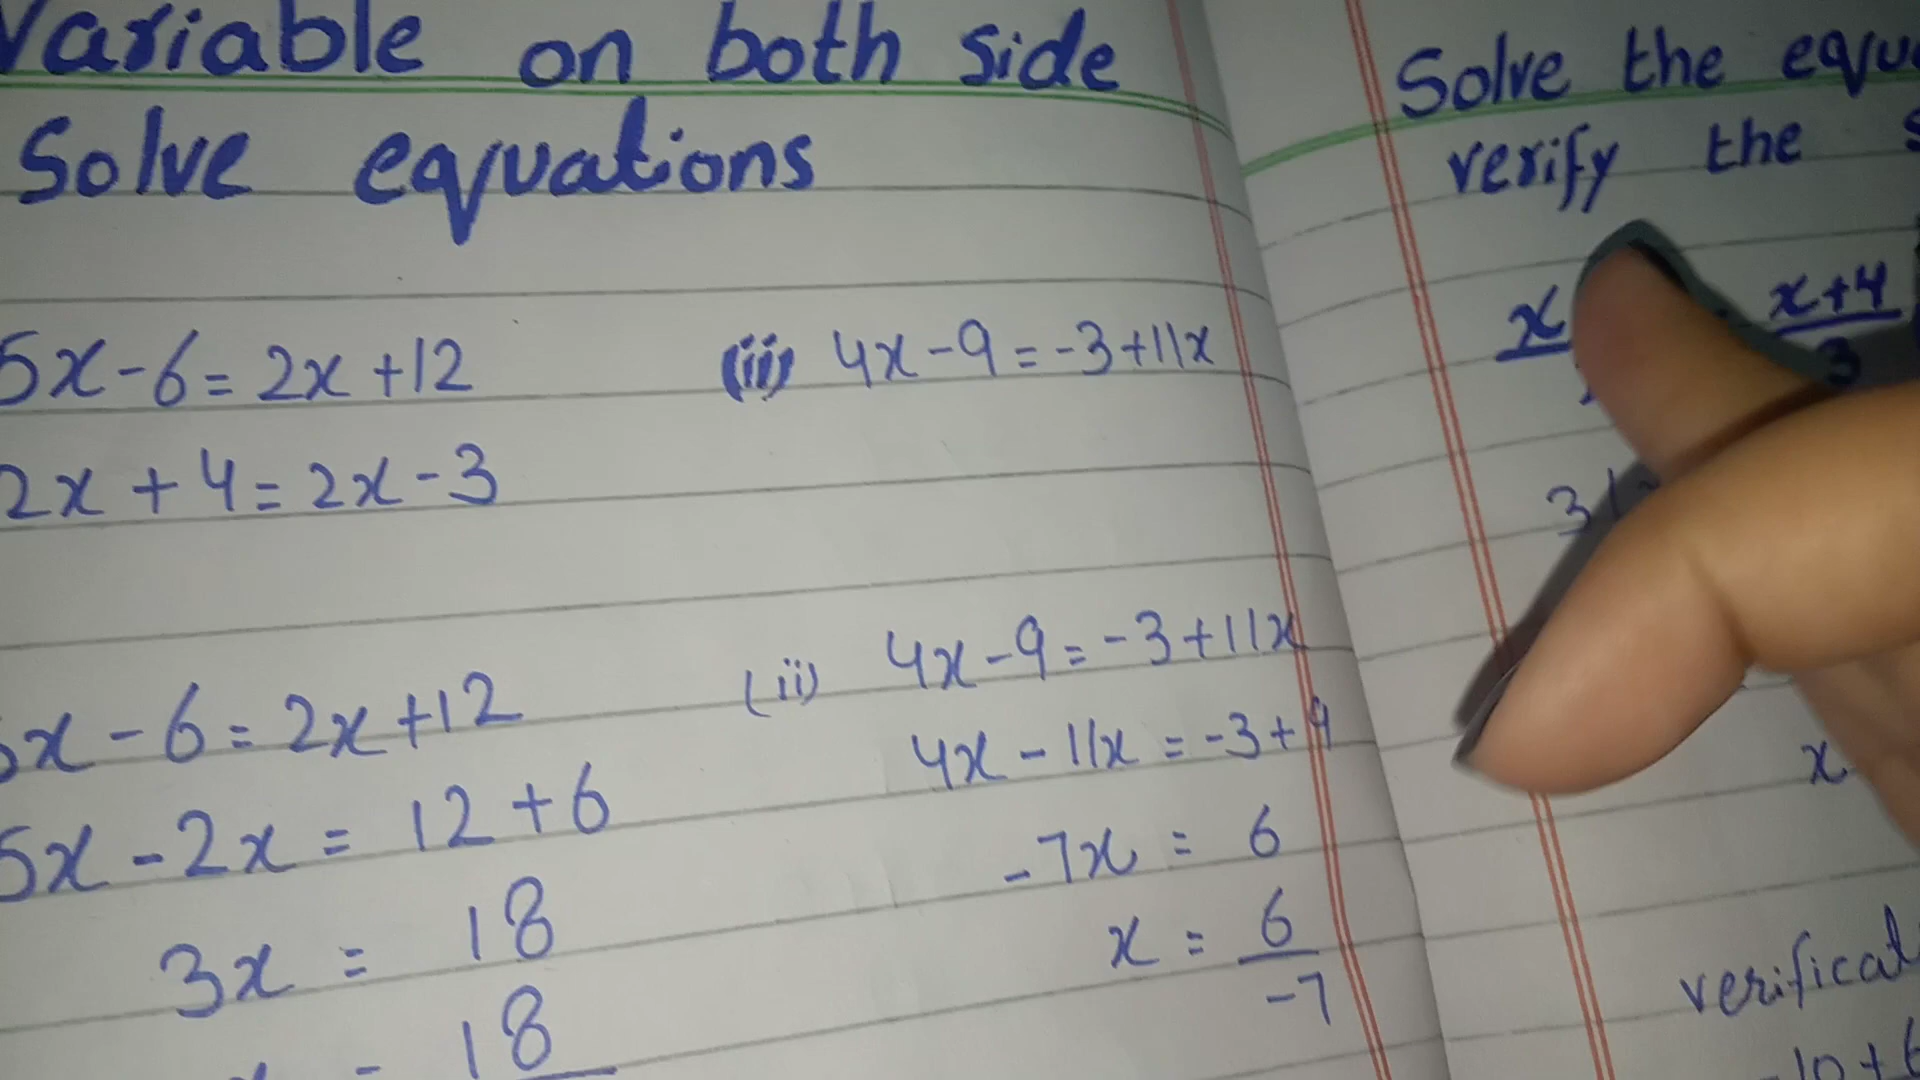 Variable on both side
Solve equations
5x-6=2x+12
(ii) 4x-9=-3+11x
2x+4=2x-3
5x-6=2x+12
5x-2x=12+6
3x=18
18
(ii) 4x-9=-3+11x
4x-11x=-3+9
-7x=6
x=6/-7
Solve the
verify the
x
x+4
3
3
x